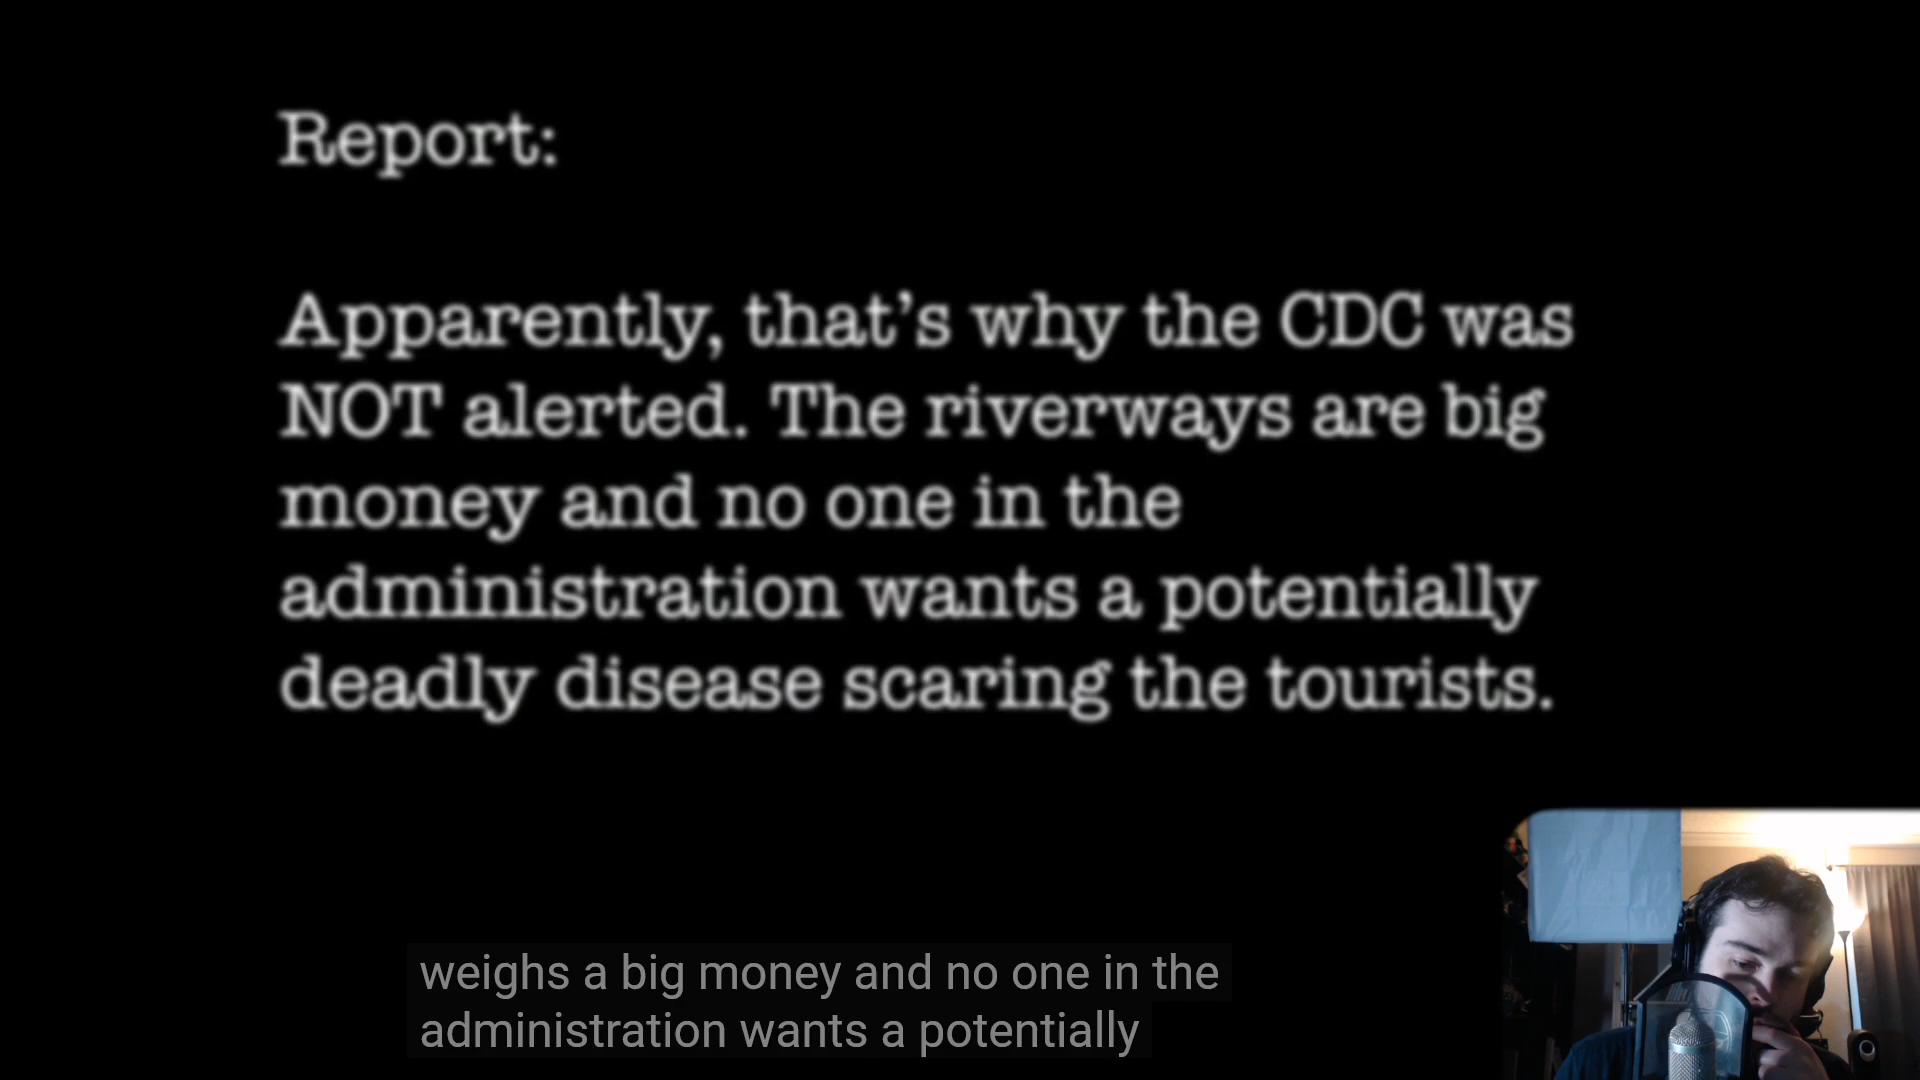 Report:
Apparently, that’s why the CDC was
NOT alerted. The riverways are big
money and no one in the
administration wants a potentially
deadly disease scaring the tourists.
weighs a big money and no one in the
administration wants a potentially